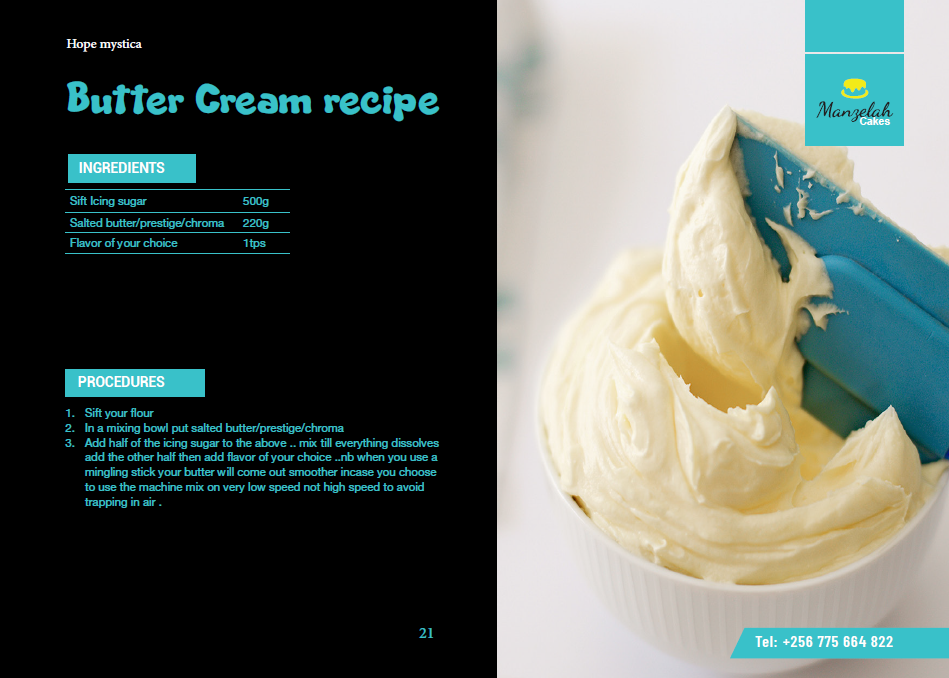 Hope mystica
Butter Cream recipe
INGREDIENTS
Sift Icing sugar 500g
Salted butter/prestige/chroma 220g
Flavor of your choice 1tps
PROCEDURES
1. Sift your flour
2. In a mixing bowl put salted butter/prestige/chroma
3. Add half of the icing sugar to the above .. mix till everything dissolves
add the other half then add flavor of your choice ..nb when you use a
mingling stick your butter will come out smoother incase you choose
to use the machine mix on very low speed not high speed to avoid
trapping in air .
21
Manzelah
Cakes
Tel: +256 775 664 822